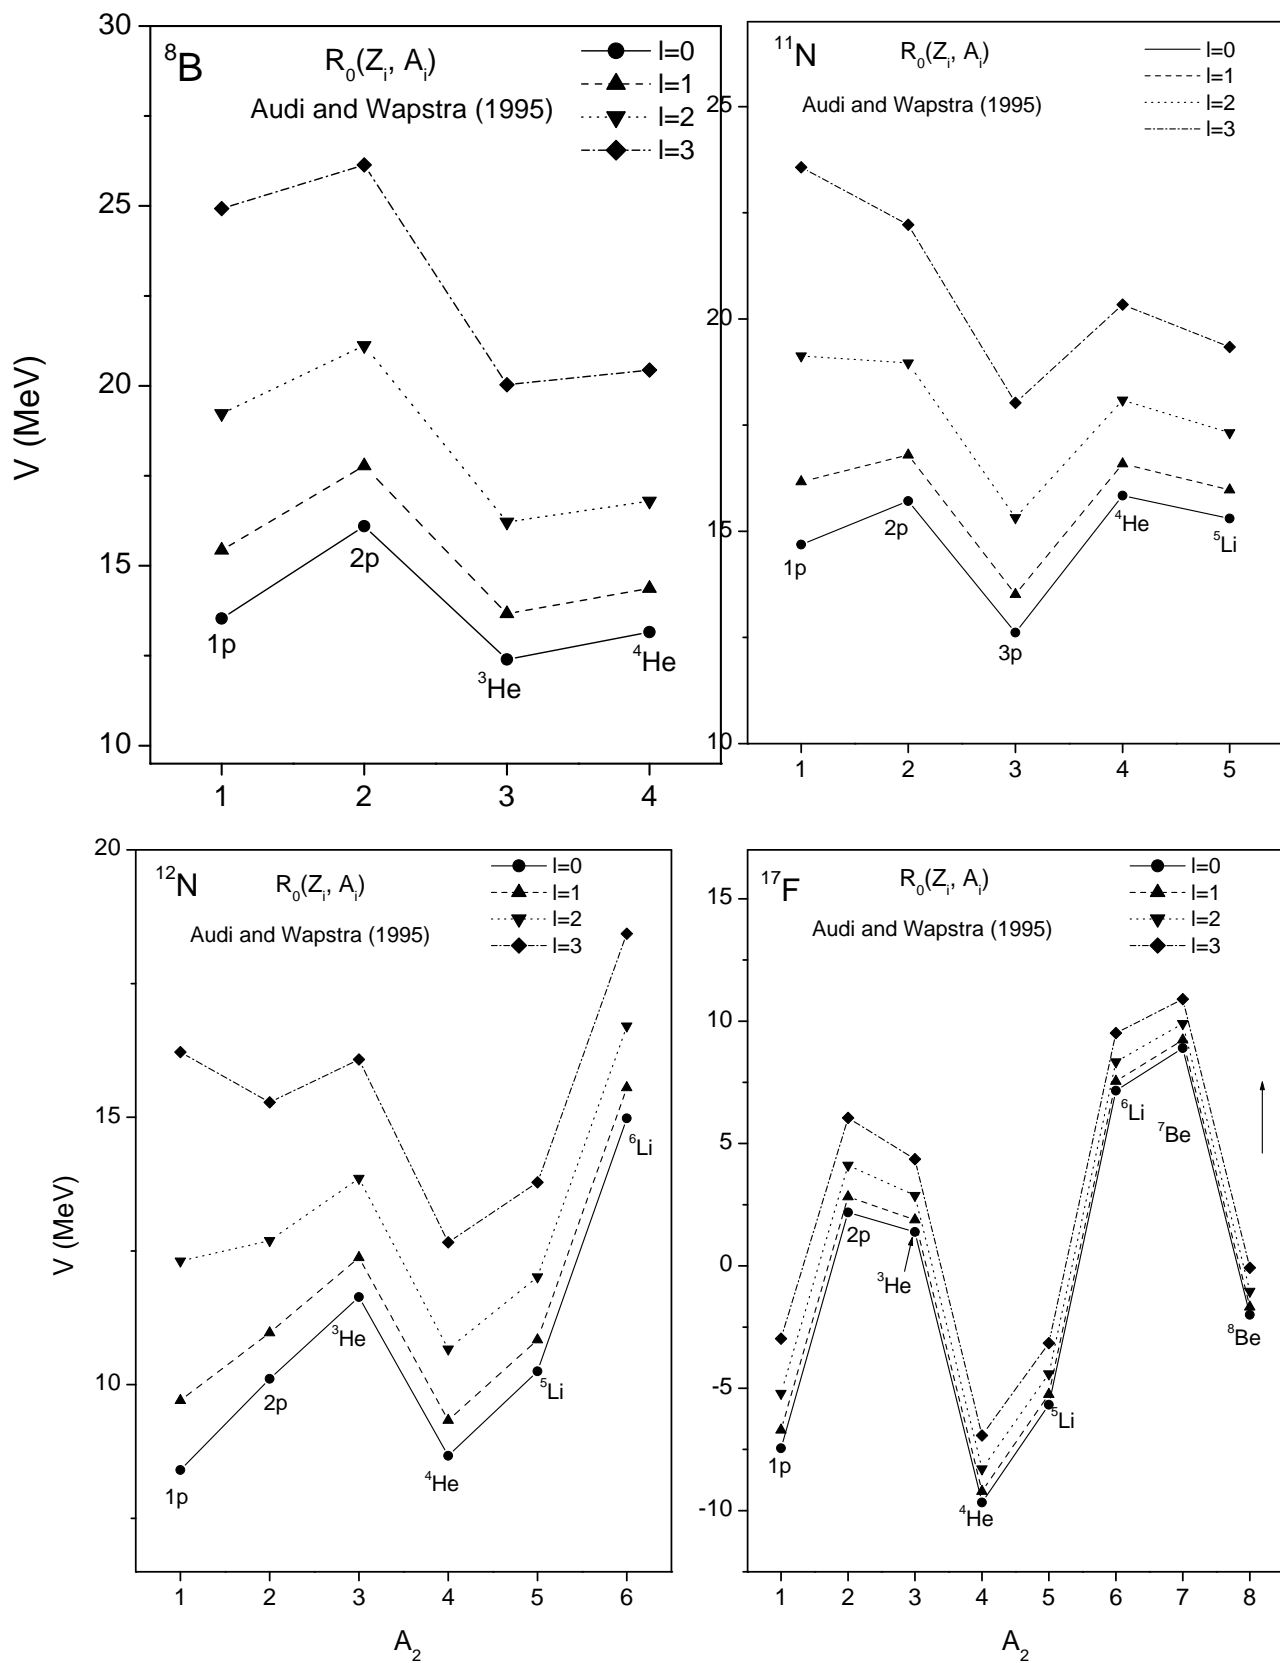 ⁸B
R₀(Zᵢ, Aᵢ)
Audi and Wapstra (1995)
l=0
l=1
l=2
l=3
30
25
20
15
10
V (MeV)
1p
2p
³He
⁴He
1 2 3 4
¹¹N
R₀(Zᵢ, Aᵢ)
Audi and Wapstra (1995)
l=0
l=1
l=2
l=3
25
20
15
10
1p
2p
3p
⁴He
⁵Li
1 2 3 4 5
¹²N
R₀(Zᵢ, Aᵢ)
Audi and Wapstra (1995)
l=0
l=1
l=2
l=3
20
15
10
V (MeV)
1p
2p
³He
⁴He
⁵Li
⁶Li
1 2 3 4 5 6
A₂
¹⁷F
R₀(Zᵢ, Aᵢ)
Audi and Wapstra (1995)
l=0
l=1
l=2
l=3
15
10
5
0
-5
-10
1p
2p
³He
⁴He
⁵Li
⁶Li
⁷Be
⁸Be
1 2 3 4 5 6 7 8
A₂